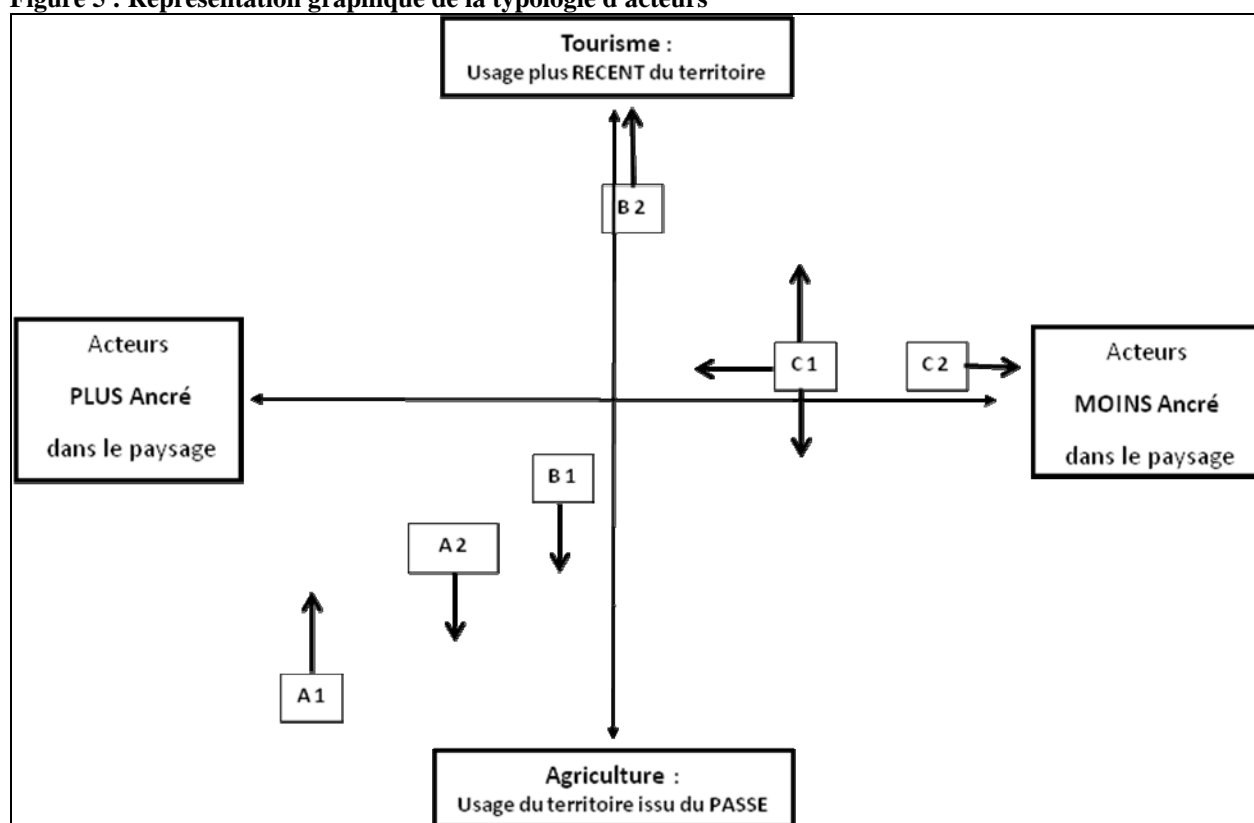 Figure 5 : Représentation graphique de la typologie d'acteurs
Tourisme :
Usage plus RECENT du territoire
B 2
Acteurs
PLUS Ancré
dans le paysage
C 1
C 2
Acteurs
MOINS Ancré
dans le paysage
B 1
A 2
A 1
Agriculture :
Usage du territoire issu du PASSE